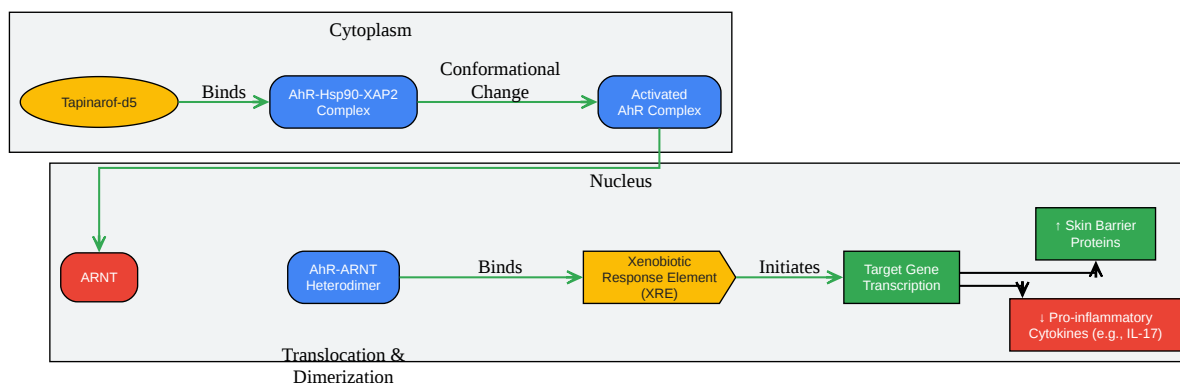 Cytoplasm
Tapinarof-d5
Binds
AhR-Hsp90-XAP2
Complex
Conformational
Change
Activated
AhR Complex
Nucleus
ARNT
AhR-ARNT
Heterodimer
Binds
Xenobiotic
Response Element
(XRE)
Initiates
Target Gene
Transcription
↑ Skin Barrier
Proteins
↓ Pro-inflammatory
Cytokines (e.g., IL-17)
Translocation &
Dimerization